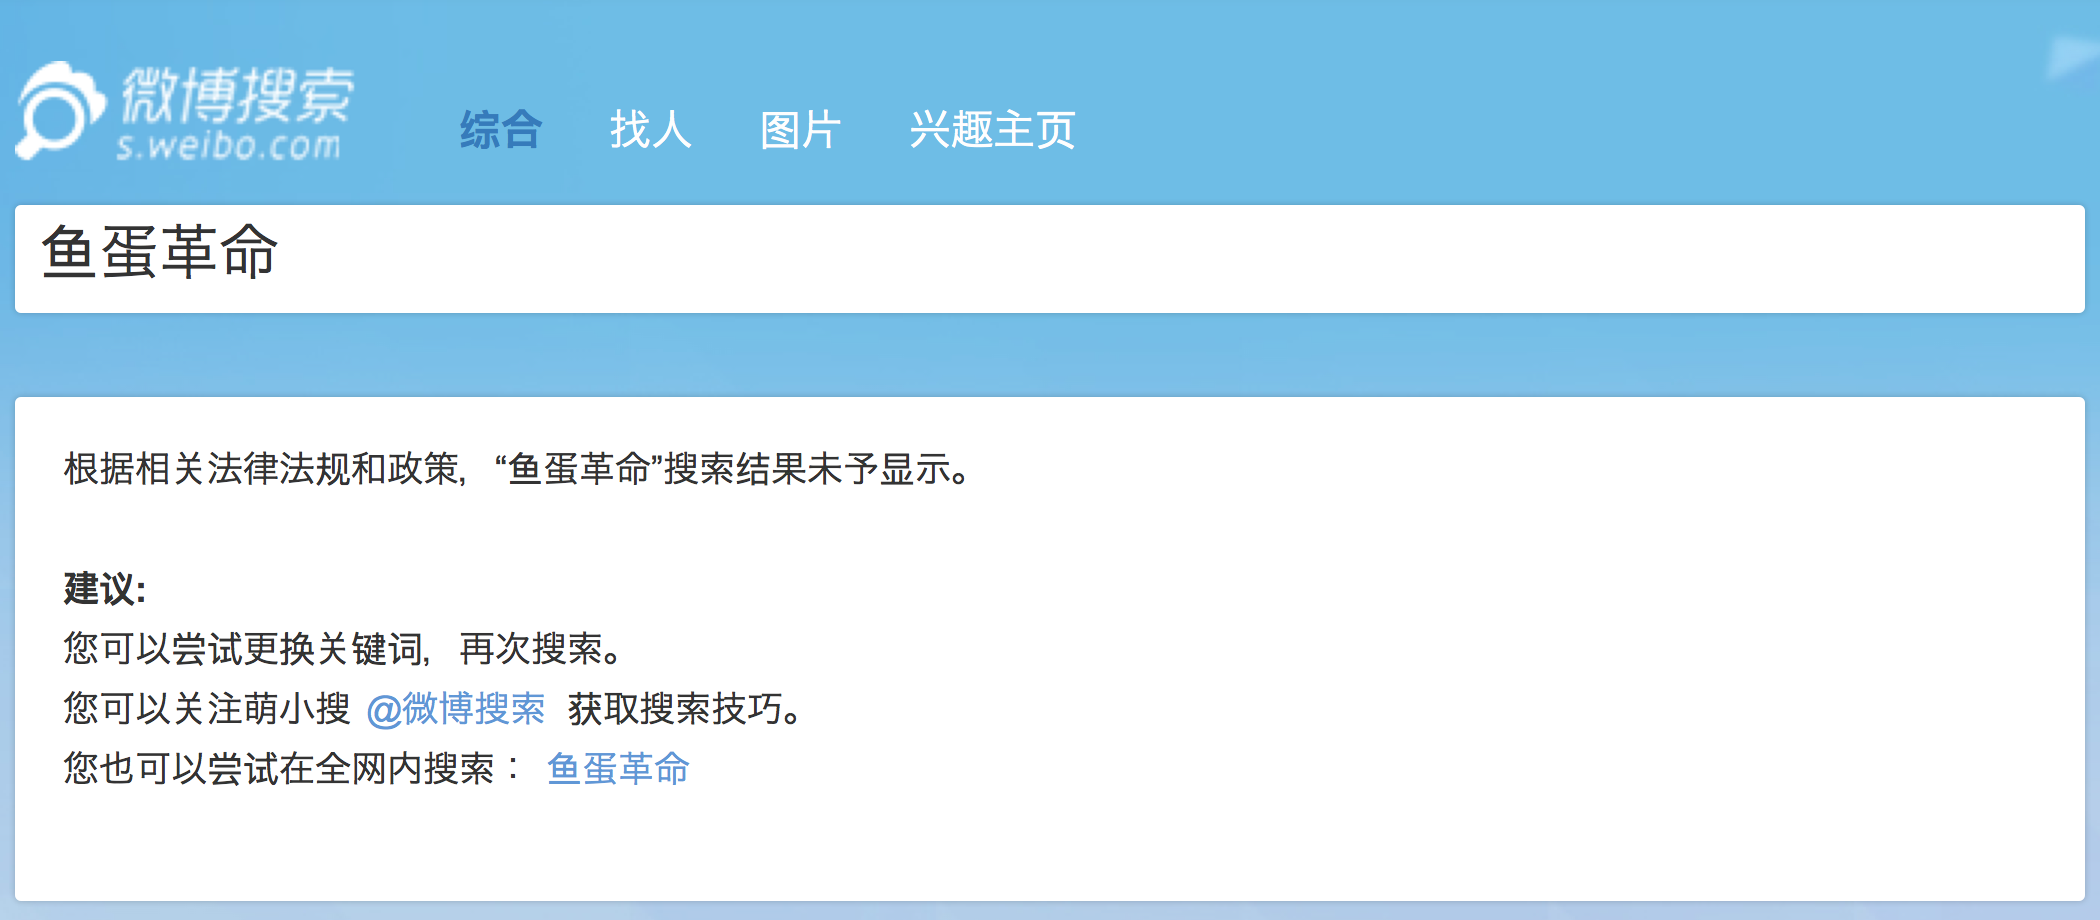 微博搜索
s.weibo.com
综合 找人 图片 兴趣主页
鱼蛋革命
根据相关法律法规和政策，“鱼蛋革命”搜索结果未予显示。
建议:
您可以尝试更换关键词，再次搜索。
您可以关注萌小搜 @微博搜索 获取搜索技巧。
您也可以尝试在全网内搜索： 鱼蛋革命